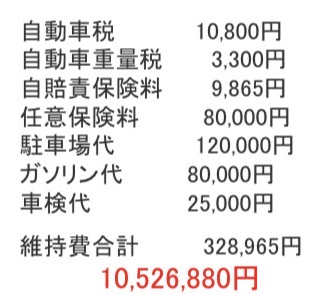 自動車税 10,800円
自動車重量税 3,300円
自賠責保険料 9,865円
任意保険料 80,000円
駐車場代 120,000円
ガソリン代 80,000円
車検代 25,000円
維持費合計 328,965円
10,526,880円